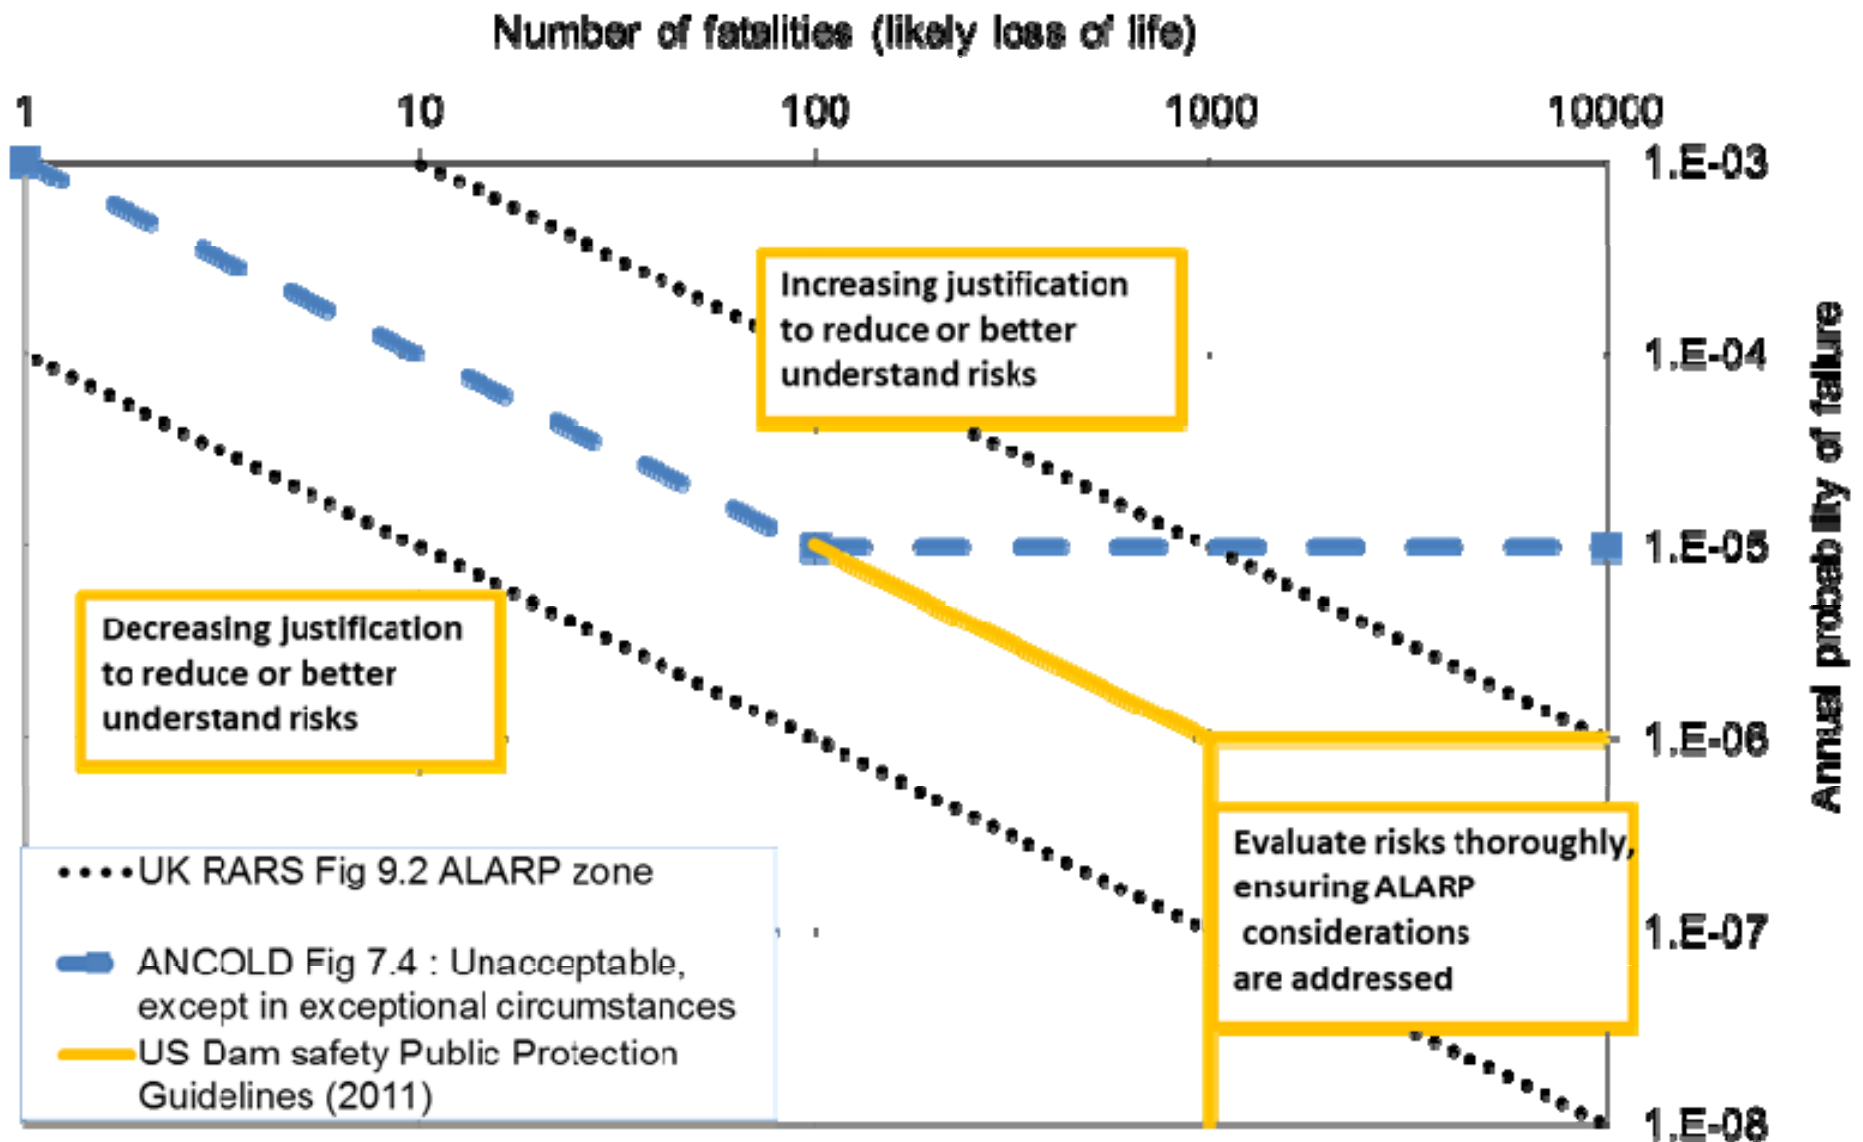 Number of fatalities (likely loss of life)
1 10 100 1000 10000
1.E-03
Increasing justification
to reduce or better
understand risks
1.E-04
Annual probability of failure
1.E-05
Decreasing justification
to reduce or better
understand risks
1.E-06
Evaluate risks thoroughly,
ensuring ALARP
considerations
are addressed
1.E-07
1.E-08
UK RARS Fig 9.2 ALARP zone
ANCOLD Fig 7.4 : Unacceptable,
except in exceptional circumstances
US Dam safety Public Protection
Guidelines (2011)